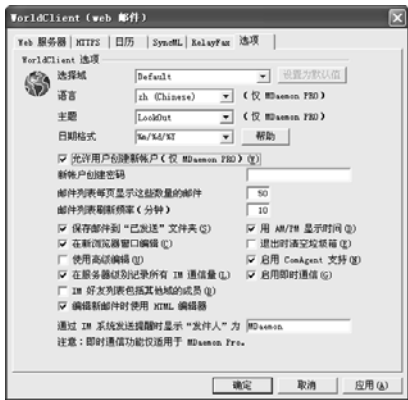 WorldClient (web 邮件)
Web 服务器 HTTPS 日历 SyncML RelayFax 选项
WorldClient 选项
选择域 Default 设置为默认值
语言 zh (Chinese) (仅 MDaemon PRO)
主题 LookOut (仅 MDaemon PRO)
日期格式 %m/%d/%Y 帮助
允许用户创建新帐户(仅 MDaemon PRO)(Y)
新帐户创建密码
邮件列表每页显示这些数量的邮件 50
邮件列表刷新频率(分钟) 10
保存邮件到“已发送”文件夹(S) 用 AM/PM 显示时间(D)
在新浏览器窗口编辑(C) 退出时清空垃圾箱(E)
使用高级编辑(U) 启用 ComAgent 支持(N)
在服务器级别记录所有 IM 通信量(L) 启用即时通信(G)
IM 好友列表包括其他域的成员(D)
编辑新邮件时使用 HTML 编辑器
通过 IM 系统发送提醒时显示“发件人”为 MDaemon
注意:即时通信功能仅适用于 MDaemon Pro。
确定 取消 应用(A)